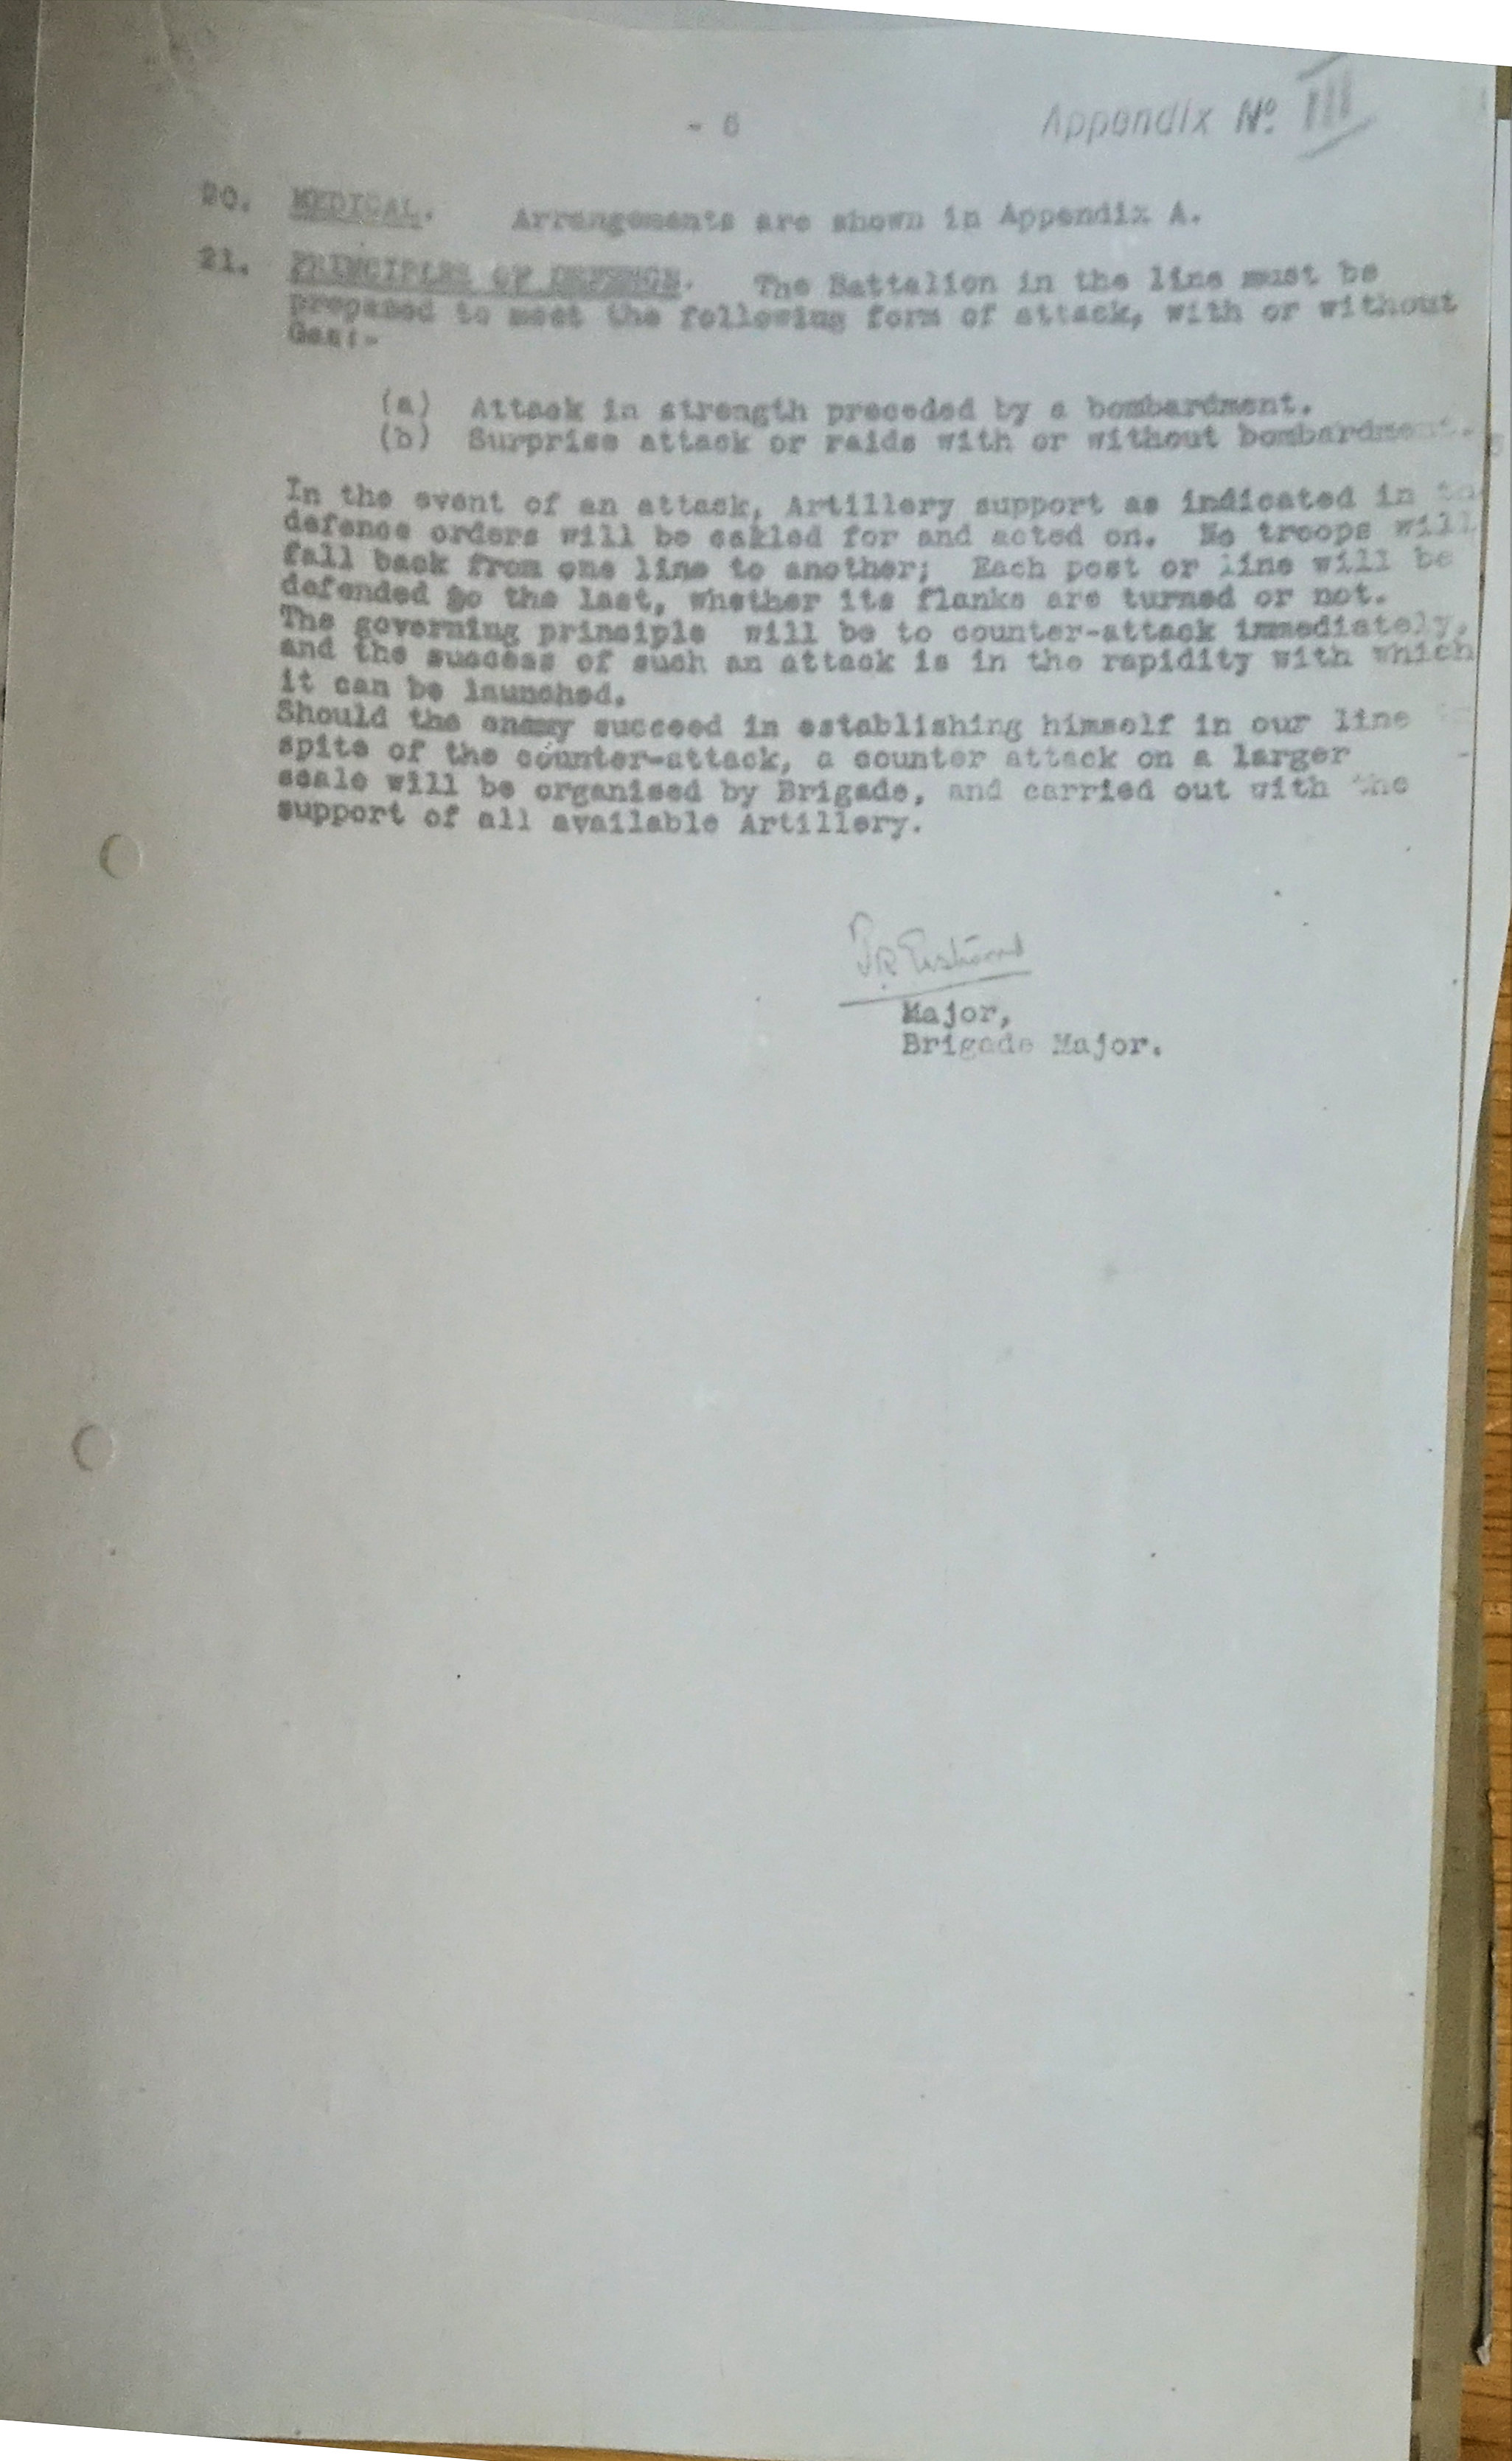 - 6
Appendix Nº III
20. MEDICAL. Arrangements are shown in Appendix A.
21. PRINCIPLES OF DEFENCE. The Battalion in the line must be
prepared to meet the following form of attack, with or without
Gas:-
(a) Attack in strength preceded by a bombardment.
(b) Surprise attack or raids with or without bombardment.
In the event of an attack, Artillery support as indicated in
defence orders will be called for and acted on. No troops will
fall back from one line to another; Each post or line will be
defended to the last, whether its flanks are turned or not.
The governing principle will be to counter-attack immediately,
and the success of such an attack is in the rapidity with which
it can be launched.
Should the enemy succeed in establishing himself in our line
spite of the counter-attack, a counter attack on a larger
scale will be organised by Brigade, and carried out with the
support of all available Artillery.
Major,
Brigade Major.